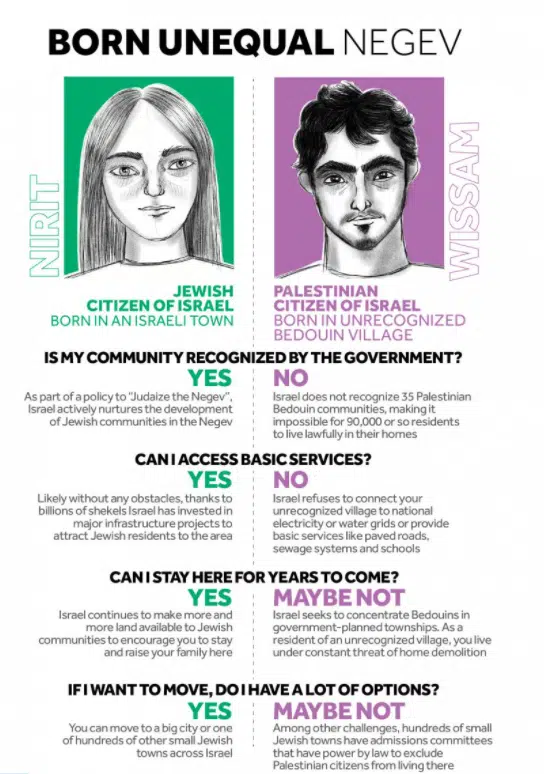 BORN UNEQUAL NEGEV
NIRIT
WISSAM
JEWISH
CITIZEN OF ISRAEL
BORN IN AN ISRAELI TOWN
PALESTINIAN
CITIZEN OF ISRAEL
BORN IN UNRECOGNIZED
BEDOUIN VILLAGE
IS MY COMMUNITY RECOGNIZED BY THE GOVERNMENT?
YES
As part of a policy to "Judaize the Negev",
Israel actively nurtures the development
of Jewish communities in the Negev
NO
Israel does not recognize 35 Palestinian
Bedouin communities, making it
impossible for 90,000 or so residents
to live lawfully in their homes
CAN I ACCESS BASIC SERVICES?
YES
Likely without any obstacles, thanks to
billions of shekels Israel has invested in
major infrastructure projects to
attract Jewish residents to the area
NO
Israel refuses to connect your
unrecognized village to national
electricity or water grids or provide
basic services like paved roads,
sewage systems and schools
CAN I STAY HERE FOR YEARS TO COME?
YES
Israel continues to make more and
more land available to Jewish
communities to encourage you to stay
and raise your family here
MAYBE NOT
Israel seeks to concentrate Bedouins in
government-planned townships. As a
resident of an unrecognized village, you live
under constant threat of home demolition
IF I WANT TO MOVE, DO I HAVE A LOT OF OPTIONS?
YES
You can move to a big city or one
of hundreds of other small Jewish
towns across Israel
MAYBE NOT
Among other challenges, hundreds of small
Jewish towns have admissions committees
that have power by law to exclude
Palestinian citizens from living there